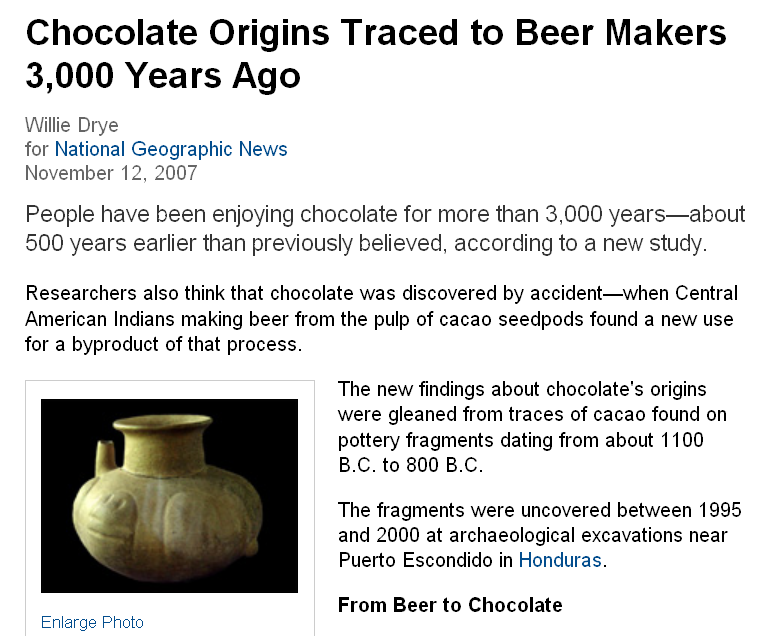 Chocolate Origins Traced to Beer Makers
3,000 Years Ago
Willie Drye
for National Geographic News
November 12, 2007
People have been enjoying chocolate for more than 3,000 years—about
500 years earlier than previously believed, according to a new study.
Researchers also think that chocolate was discovered by accident—when Central
American Indians making beer from the pulp of cacao seedpods found a new use
for a byproduct of that process.
The new findings about chocolate's origins
were gleaned from traces of cacao found on
pottery fragments dating from about 1100
B.C. to 800 B.C.
The fragments were uncovered between 1995
and 2000 at archaeological excavations near
Puerto Escondido in Honduras.
From Beer to Chocolate
Enlarge Photo